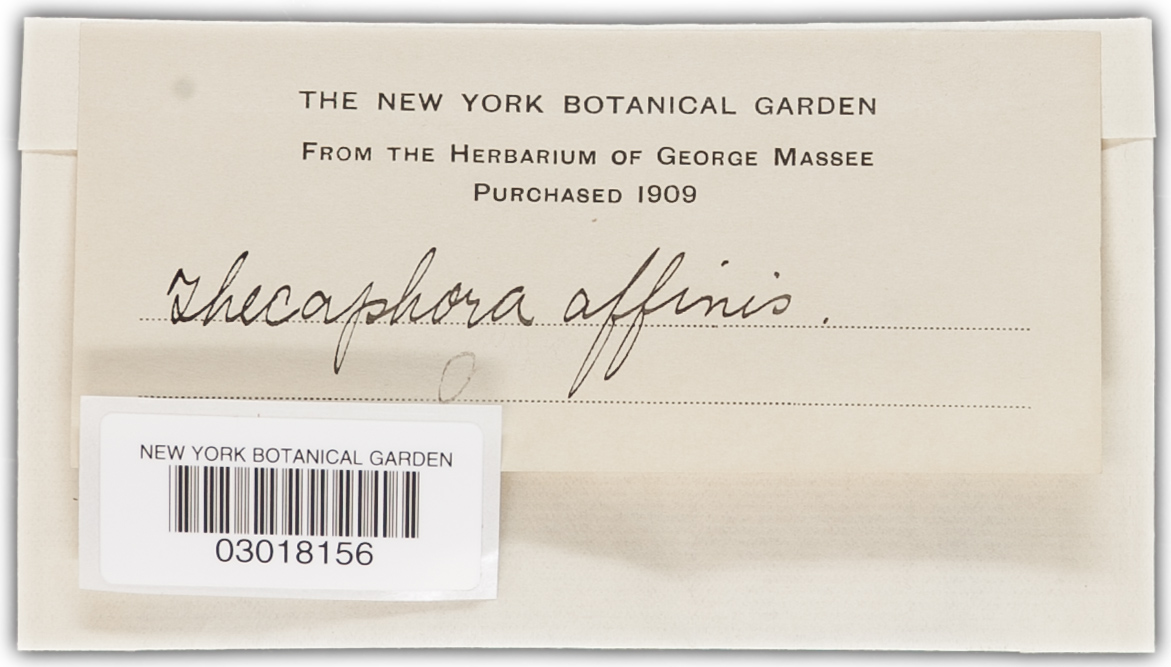 THE NEW YORK BOTANICAL GARDEN
FROM THE HERBARIUM OF GEORGE MASSEE
PURCHASED 1909
Thecaphora affinis.
NEW YORK BOTANICAL GARDEN
03018156